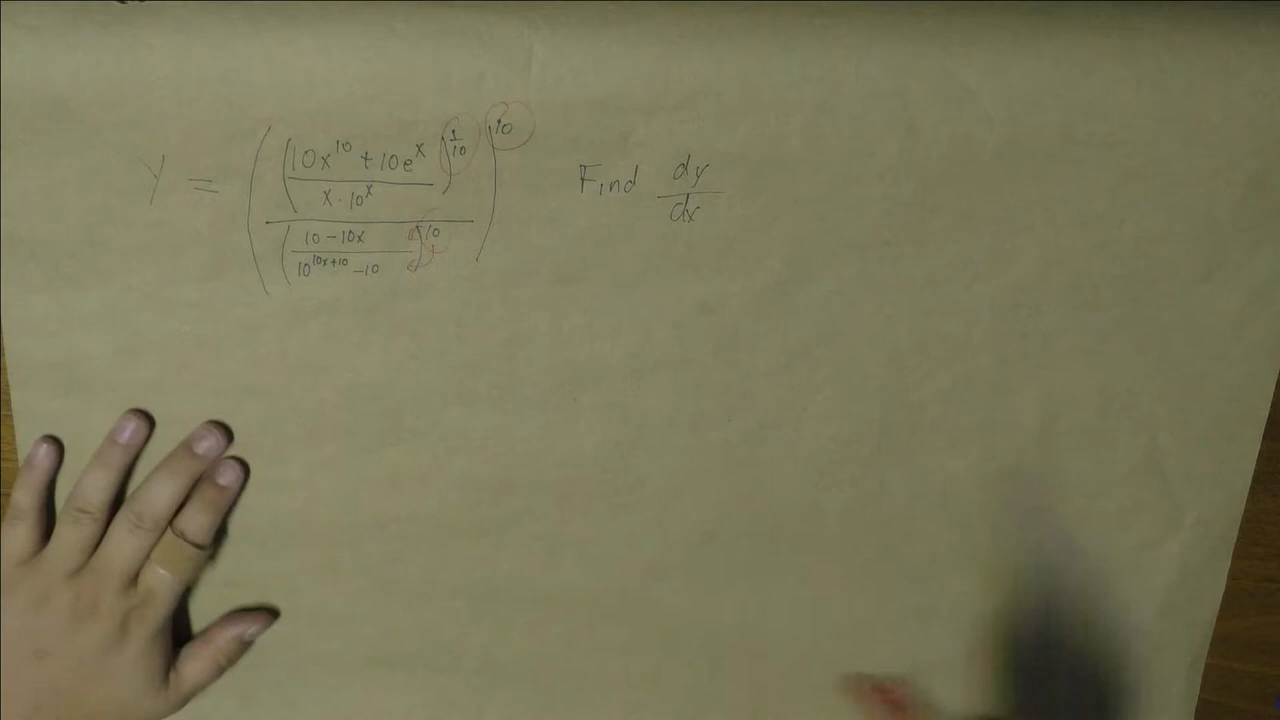 Y = (((10x^10 + 10e^x)/(x · 10^x))^(1/10) / ((10 - 10x)/(10^(10x+10) - 10))^10)^10 Find dy/dx